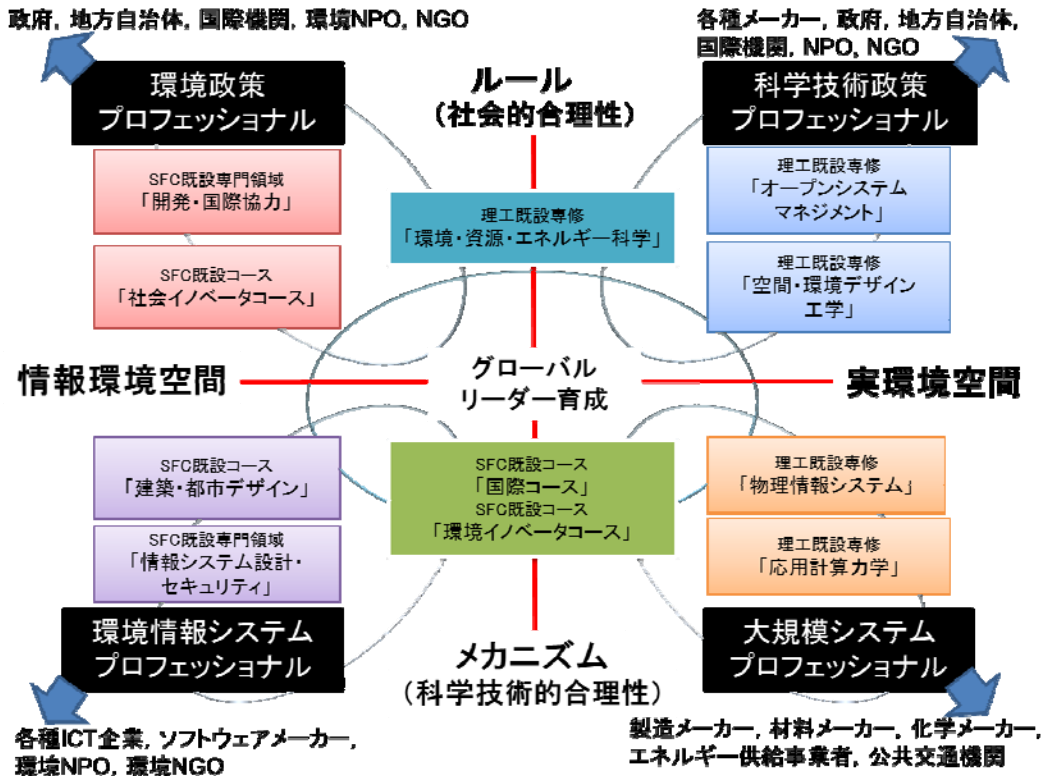 政府, 地方自治体, 国際機関, 環境NPO, NGO
各種メーカー, 政府, 地方自治体,
国際機関, NPO, NGO
環境政策
プロフェッショナル
ルール
(社会的合理性)
科学技術政策
プロフェッショナル
SFC既設専門領域
「開発・国際協力」
理工既設専修
「環境・資源・エネルギー科学」
理工既設専修
「オープンシステム
マネジメント」
SFC既設コース
「社会イノベータコース」
理工既設専修
「空間・環境デザイン
工学」
情報環境空間
グローバル
リーダー育成
実環境空間
SFC既設コース
「建築・都市デザイン」
SFC既設コース
「国際コース」
SFC既設コース
「環境イノベータコース」
理工既設専修
「物理情報システム」
SFC既設専門領域
「情報システム設計・
セキュリティ」
理工既設専修
「応用計算力学」
環境情報システム
プロフェッショナル
メカニズム
(科学技術的合理性)
大規模システム
プロフェッショナル
各種ICT企業, ソフトウェアメーカー,
環境NPO, 環境NGO
製造メーカー, 材料メーカー, 化学メーカー,
エネルギー供給事業者, 公共交通機関